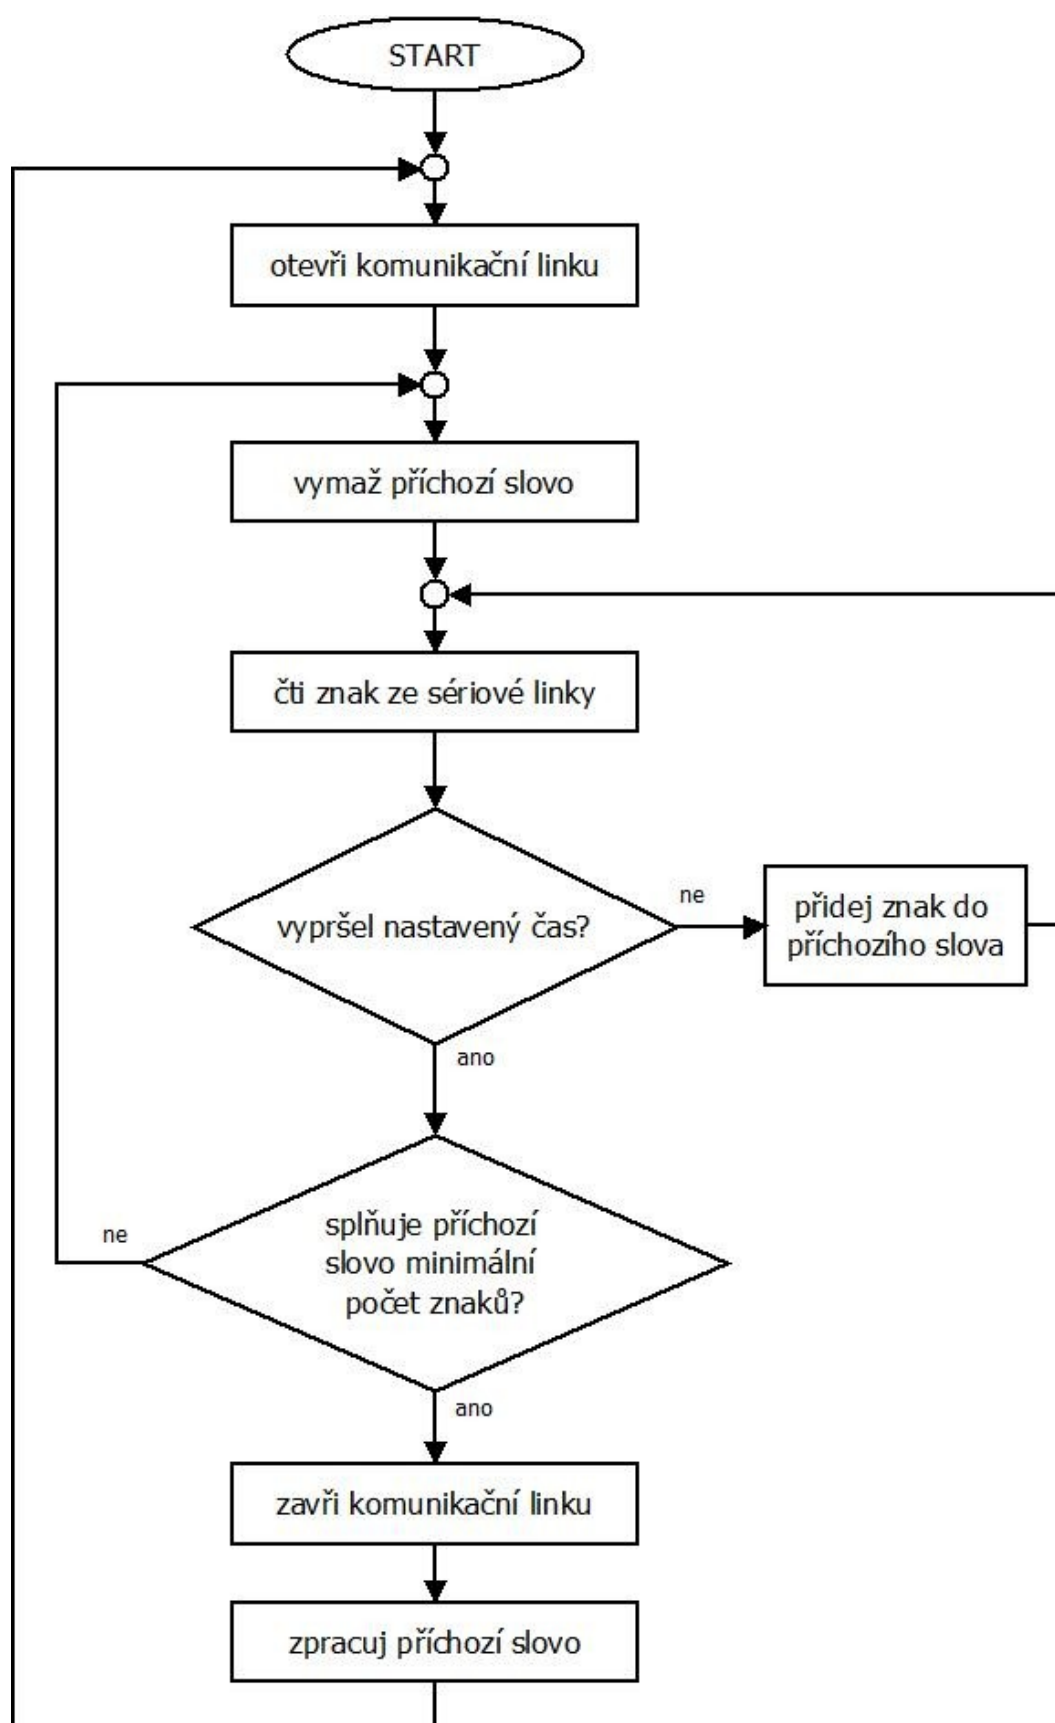 START
otevři komunikační linku
vymaž příchozí slovo
čti znak ze sériové linky
vypršel nastavený čas?
ne
přidej znak do
příchozího slova
ano
splňuje příchozí
slovo minimální
počet znaků?
ne
ano
zavři komunikační linku
zpracuj příchozí slovo